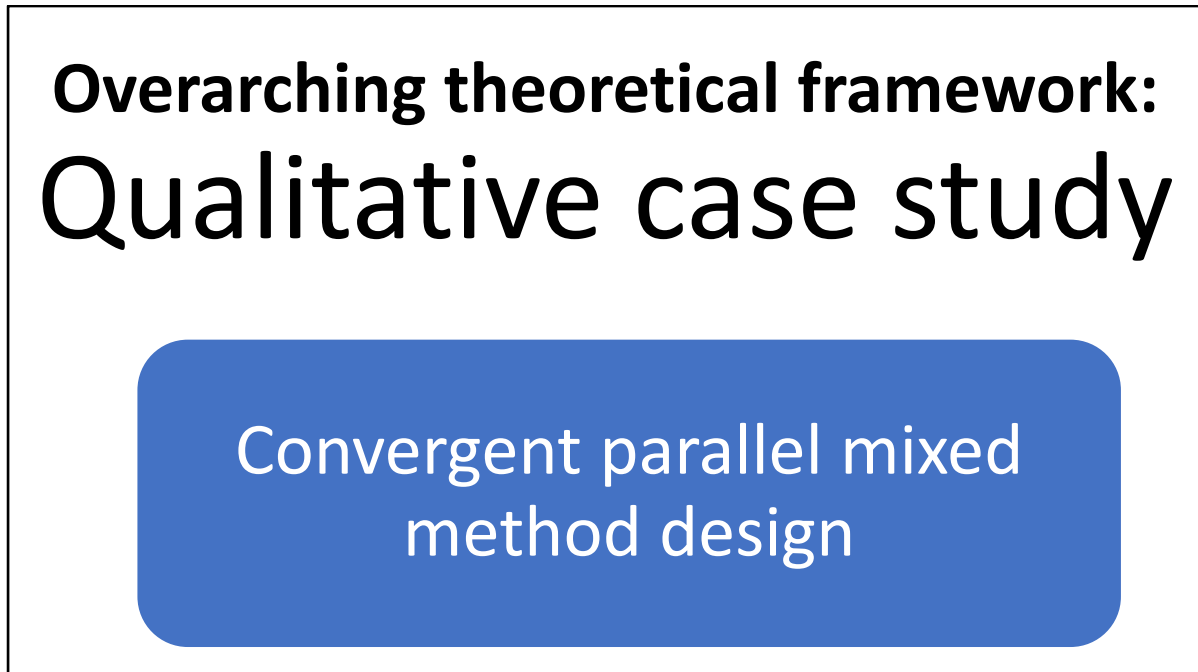 Overarching theoretical framework:
Qualitative case study
Convergent parallel mixed
method design